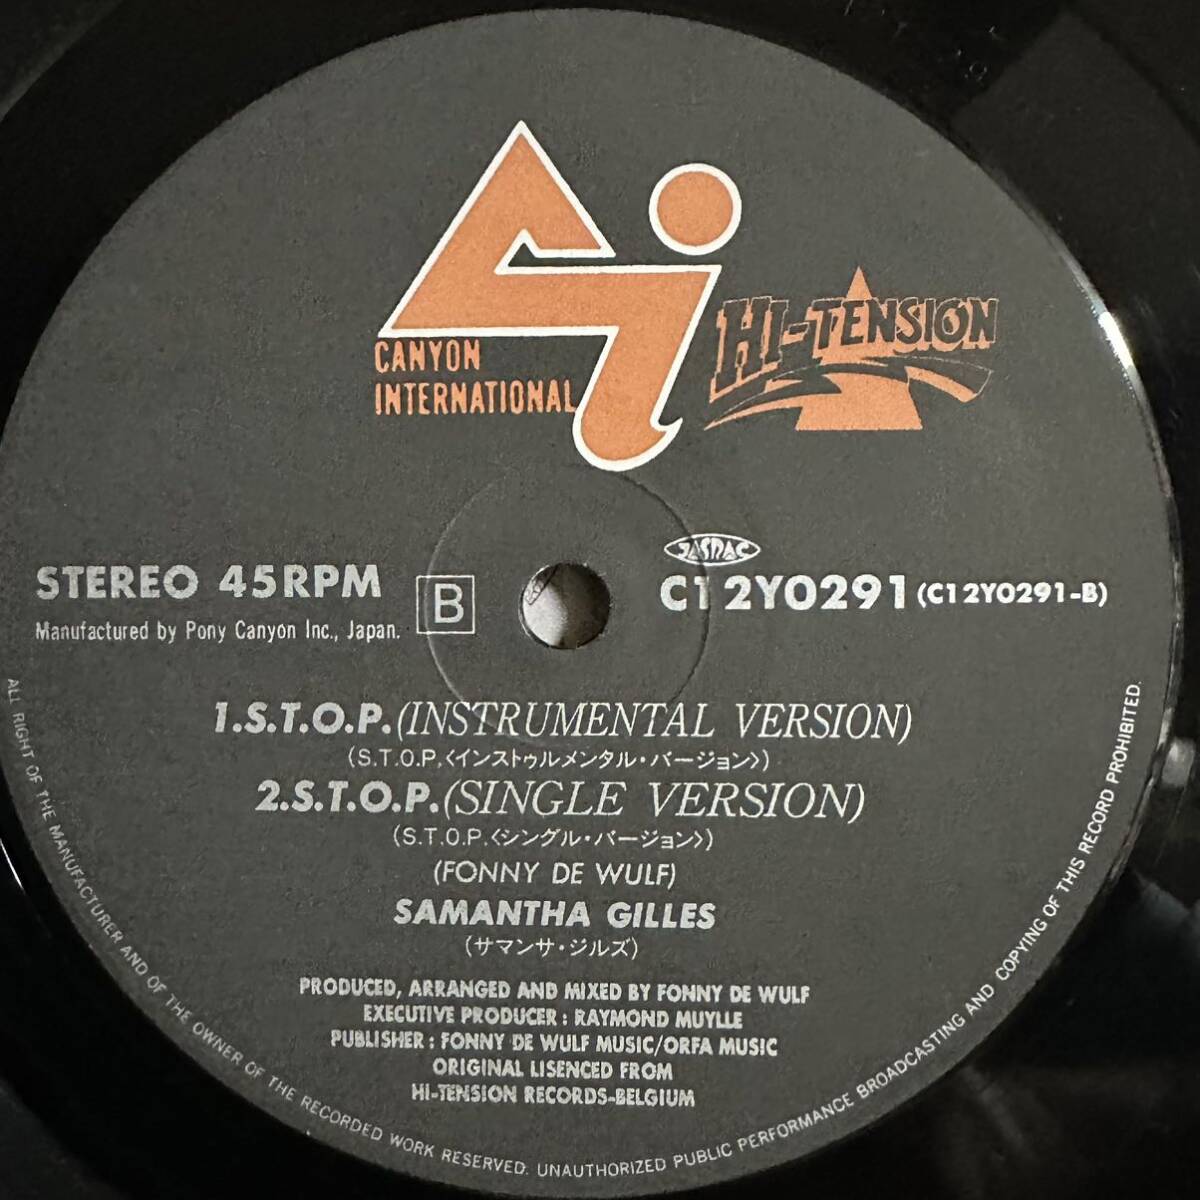 CANYON
INTERNATIONAL
HI-TENSION
STEREO 45RPM
B
JASRAC
C12Y0291 (C12Y0291-B)
Manufactured by Pony Canyon Inc., Japan.
1.S.T.O.P.(INSTRUMENTAL VERSION)
(S.T.O.P.〈インストゥルメンタル・バージョン〉)
2.S.T.O.P.(SINGLE VERSION)
(S.T.O.P.〈シングル・バージョン〉)
(FONNY DE WULF)
SAMANTHA GILLES
(サマンサ・ジルズ)
PRODUCED, ARRANGED AND MIXED BY FONNY DE WULF
EXECUTIVE PRODUCER : RAYMOND MUYLLE
PUBLISHER : FONNY DE WULF MUSIC/ORFA MUSIC
ORIGINAL LISENCED FROM
HI-TENSION RECORDS-BELGIUM
ALL RIGHT OF THE MANUFACTURER AND OF THE OWNER OF THE RECORDED WORK RESERVED. UNAUTHORIZED PUBLIC PERFORMANCE BROADCASTING AND COPYING OF THIS RECORD PROHIBITED.